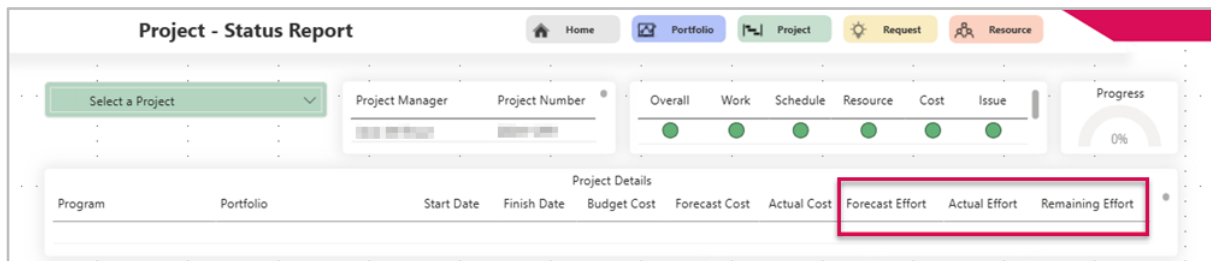 Project - Status Report Home Portfolio Project Request Resource
Select a Project
Project Manager Project Number
Overall Work Schedule Resource Cost Issue
Progress
0%
Project Details
Program Portfolio Start Date Finish Date Budget Cost Forecast Cost Actual Cost Forecast Effort Actual Effort Remaining Effort